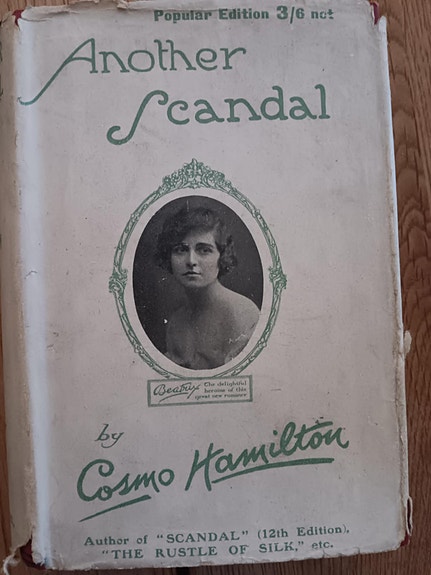 Popular Edition 3/6 net
Another
Scandal
Beatrix
The delightful
heroine of this
great new romance
by
Cosmo Hamilton
Author of "SCANDAL" (12th Edition),
"THE RUSTLE OF SILK," etc.